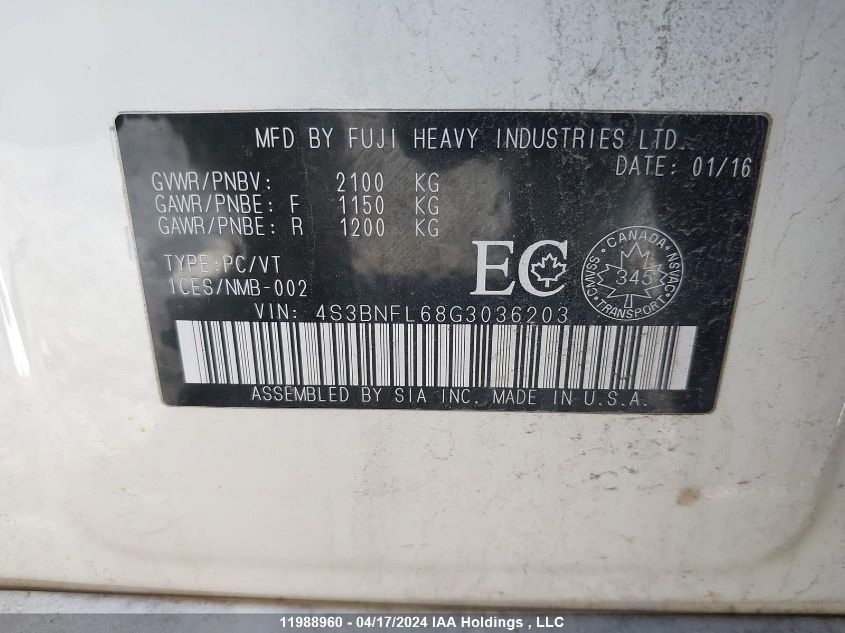 MFD BY FUJI HEAVY INDUSTRIES LTD.
DATE: 01/16
GVWR/PNBV: 2100 KG
GAWR/PNBE: F 1150 KG
GAWR/PNBE: R 1200 KG
TYPE:PC/VT
ICES/NMB-002
EC
CANADA
CMVSS 345 NSVAC
TRANSPORT
VIN: 4S3BNFL68G3036203
ASSEMBLED BY SIA INC. MADE IN U.S.A.
11988960 - 04/17/2024 IAA Holdings , LLC